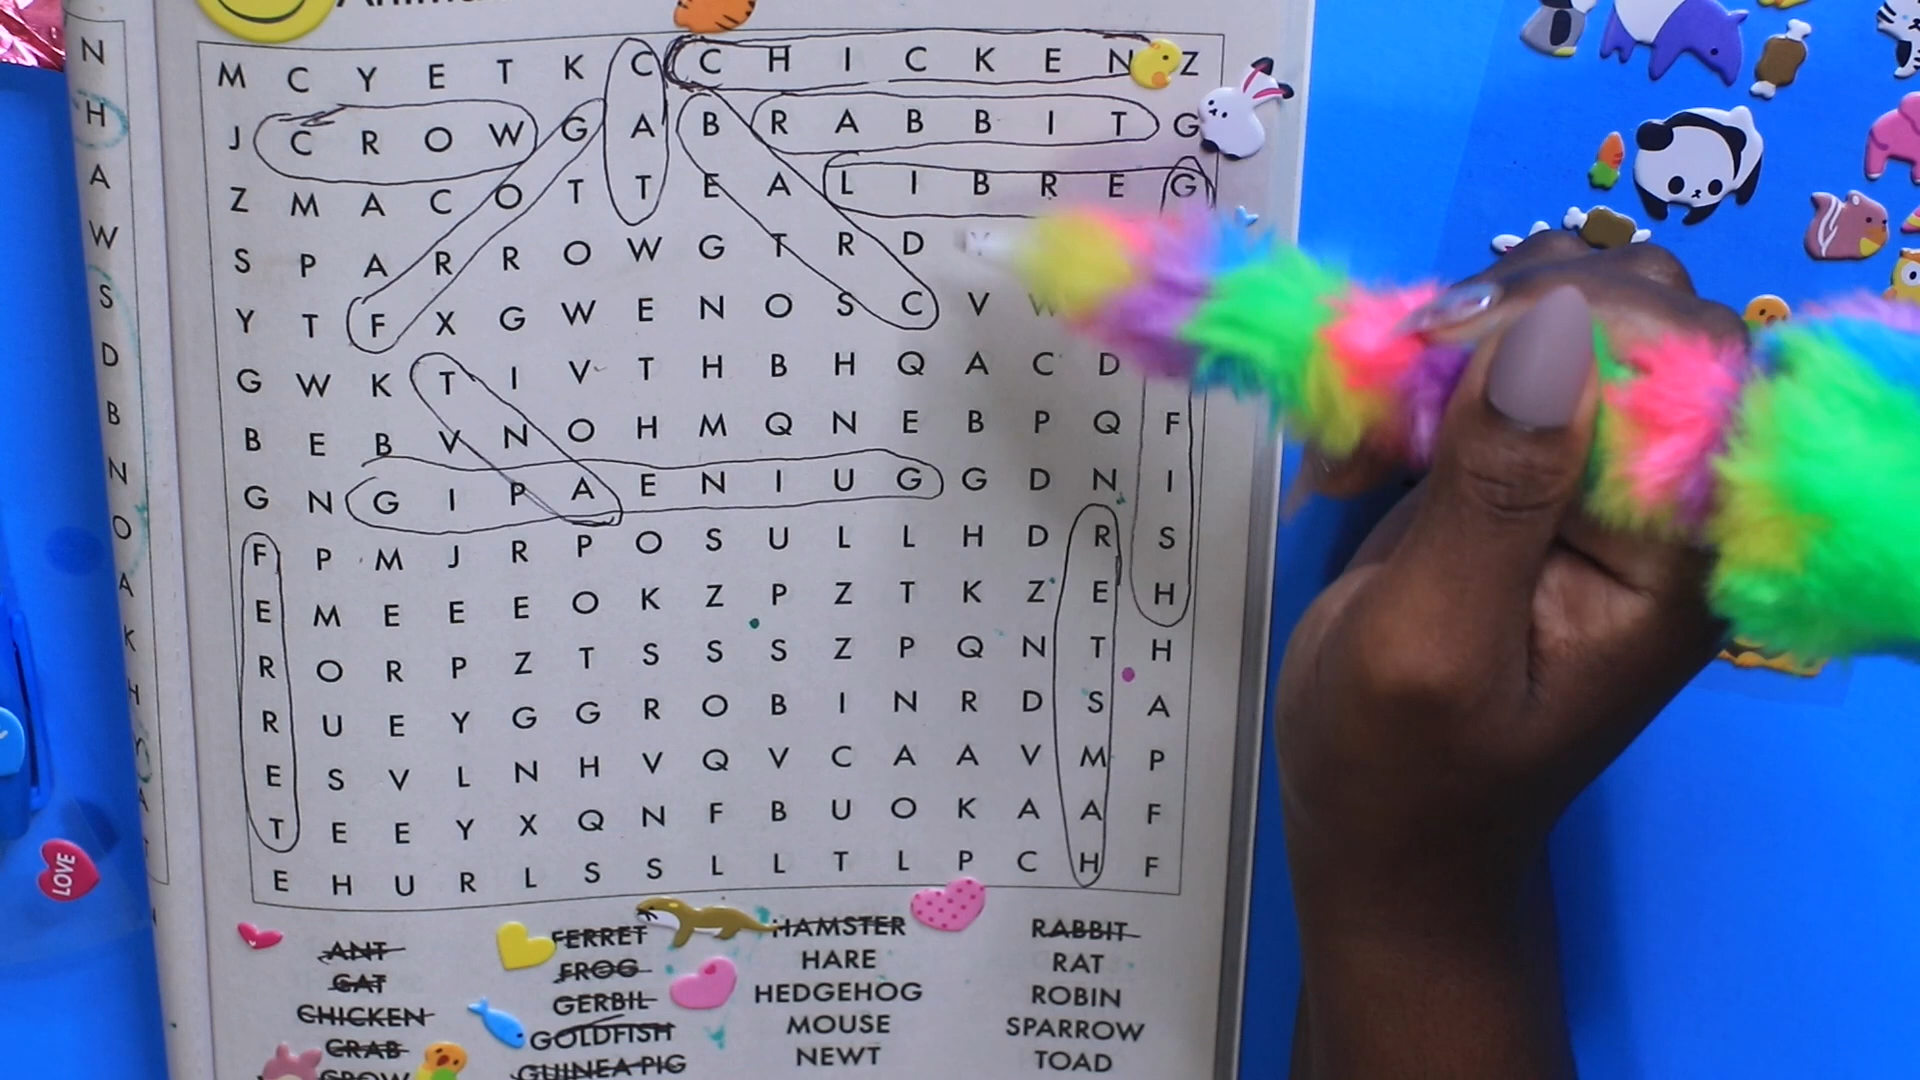 M C Y E T K C C H I C K E N Z
J C R O W G A B R A B B I T G
Z M A C O T T E A L I B R E G
S P A R R O W G T R D
Y T F X G W E N O S C V W
G W K T I V T H B H Q A C D
B E B V N O H M Q N E B P Q F
G N G I P A E N I U G G D N I
F P M J R P O S U L L H D R S
E M E E E O K Z P Z T K Z E H
R O R P Z T S S S Z P Q N T H
R U E Y G G R O B I N R D S A
E S V L N H V Q V C A A V M P
T E E Y X Q N F B U O K A A F
E H U R L S S L L T L P C H F
ANT
CAT
CHICKEN
CRAB
CROW
FERRET
FROG
GERBIL
GOLDFISH
GUINEA PIG
HAMSTER
HARE
HEDGEHOG
MOUSE
NEWT
RABBIT
RAT
ROBIN
SPARROW
TOAD
N
H
A
W
S
D
B
N
O
A
K
H
LOVE